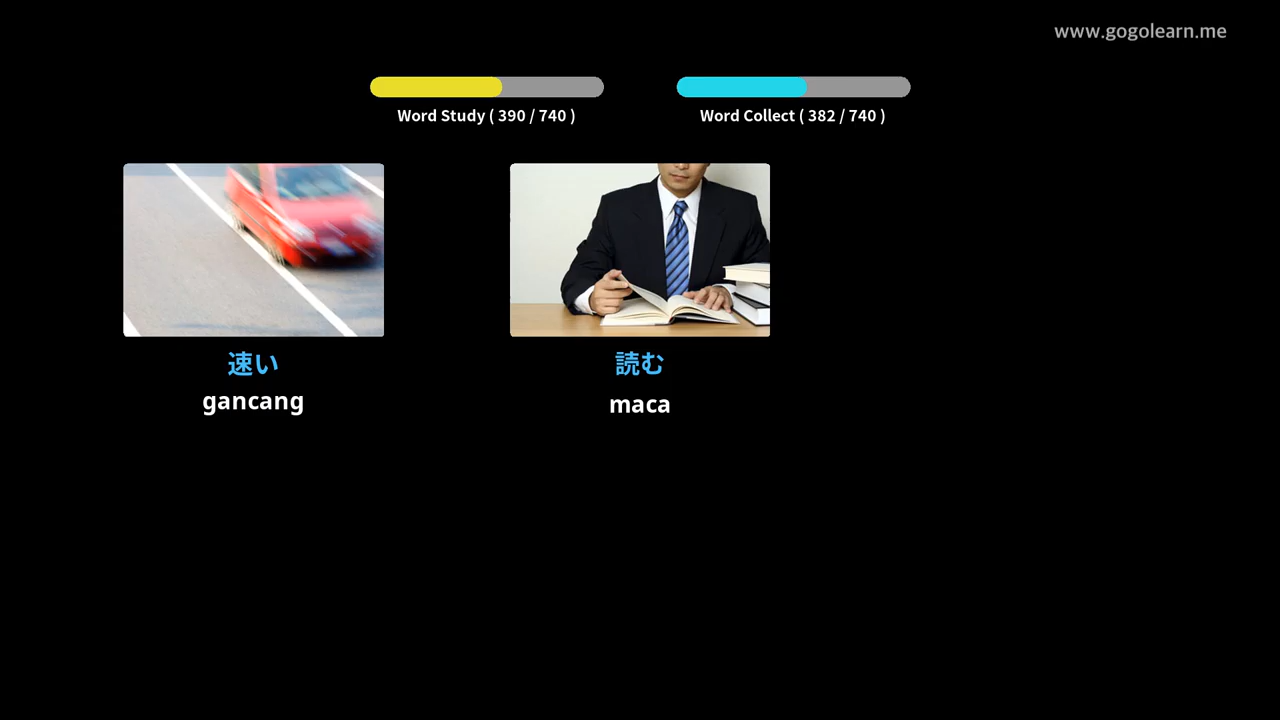 www.gogolearn.me
Word Study ( 390 / 740 )
Word Collect ( 382 / 740 )
速い
gancang
読む
maca